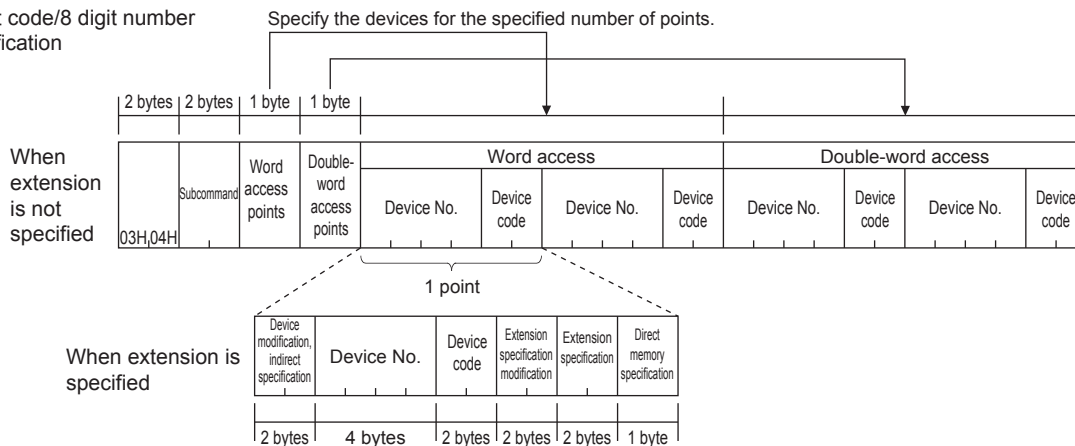 t code/8 digit number
fication
Specify the devices for the specified number of points.
2 bytes 2 bytes 1 byte 1 byte
When
extension
is not
specified
03H 04H
Subcommand
Word
access
points
Double-
word
access
points
Word access
Double-word access
Device No.
Device
code
Device No.
Device
code
Device No.
Device
code
Device No.
Device
code
1 point
When extension is
specified
Device
modification,
indirect
specification
Device No.
Device
code
Extension
specification
modification
Extension
specification
Direct
memory
specification
2 bytes 4 bytes 2 bytes 2 bytes 2 bytes 1 byte